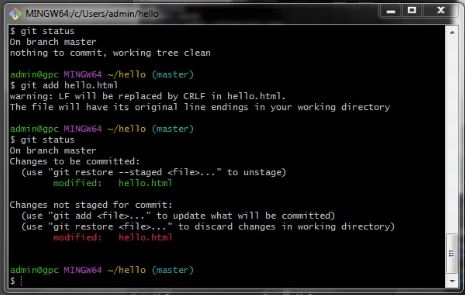 MINGW64:/c/Users/admin/hello
$ git status
On branch master
nothing to commit, working tree clean
admin@gpc MINGW64 ~/hello (master)
$ git add hello.html
warning: LF will be replaced by CRLF in hello.html.
The file will have its original line endings in your working directory
admin@gpc MINGW64 ~/hello (master)
$ git status
On branch master
Changes to be committed:
(use "git restore --staged <file>..." to unstage)
modified: hello.html
Changes not staged for commit:
(use "git add <file>..." to update what will be committed)
(use "git restore <file>..." to discard changes in working directory)
modified: hello.html
admin@gpc MINGW64 ~/hello (master)
$